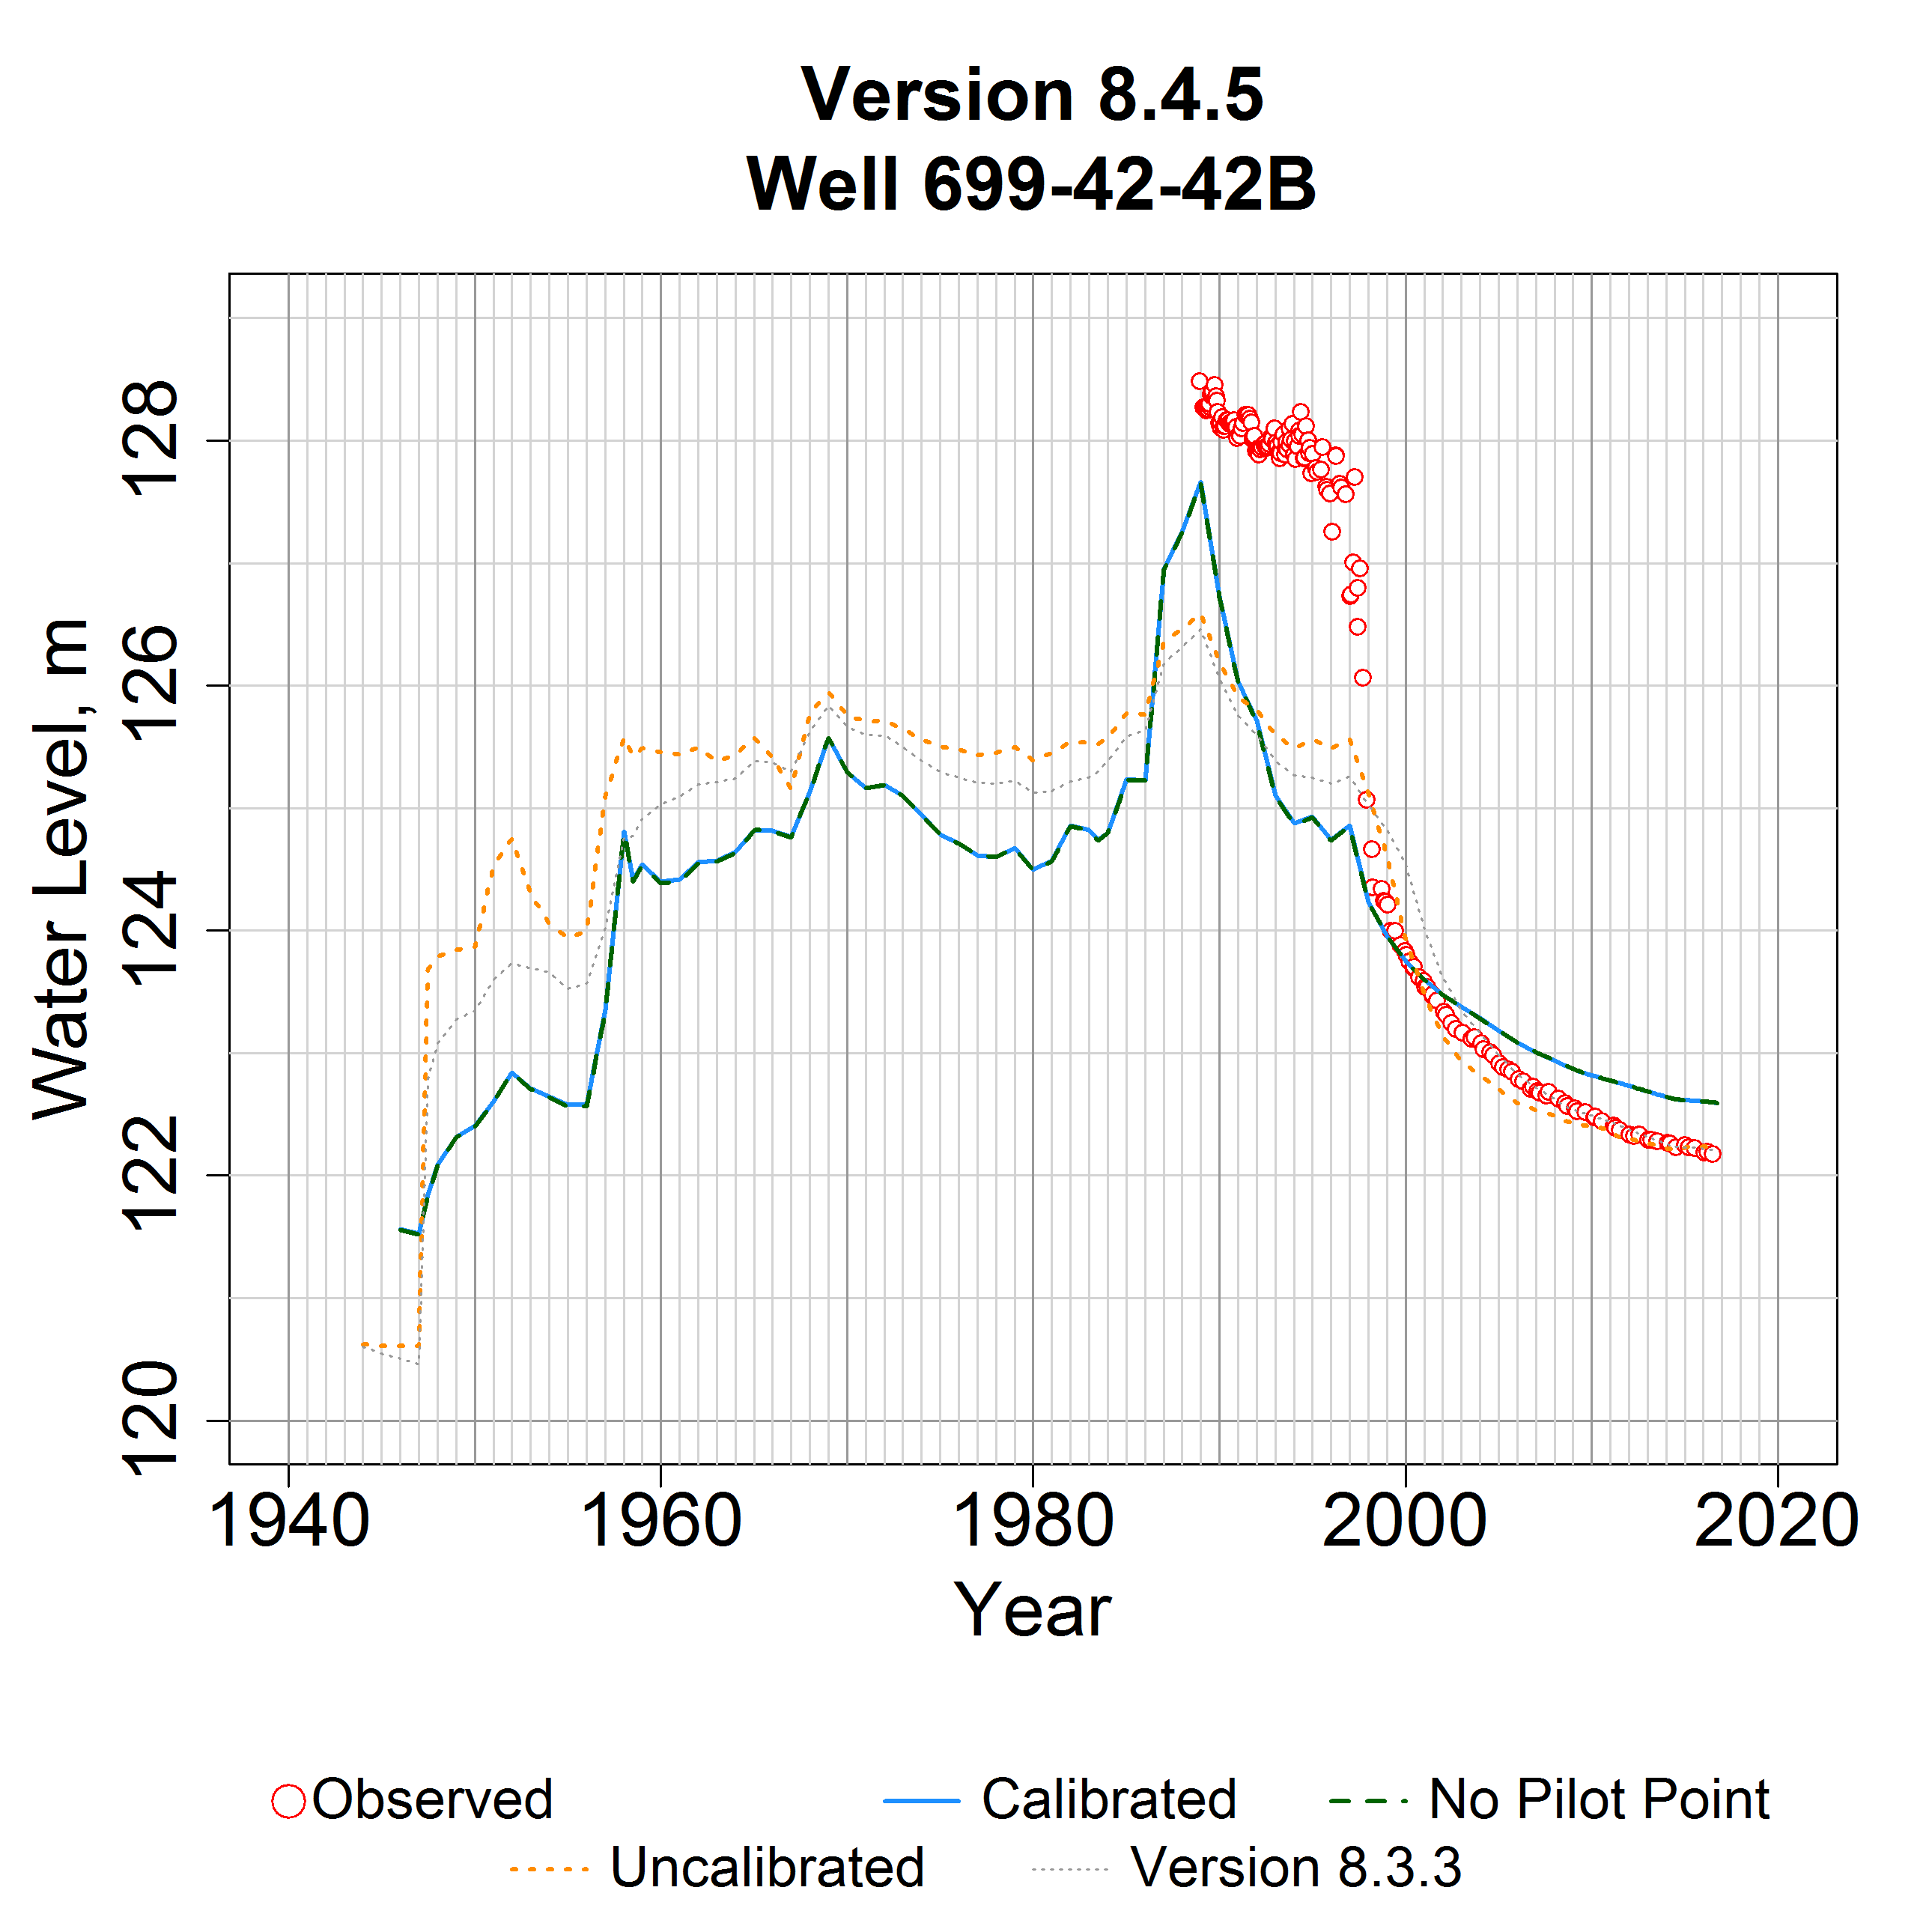 Version 8.4.5
Well 699-42-42B
Water Level, m
128
126
124
122
120
1940 1960 1980 2000 2020
Year
Observed Calibrated No Pilot Point
Uncalibrated Version 8.3.3